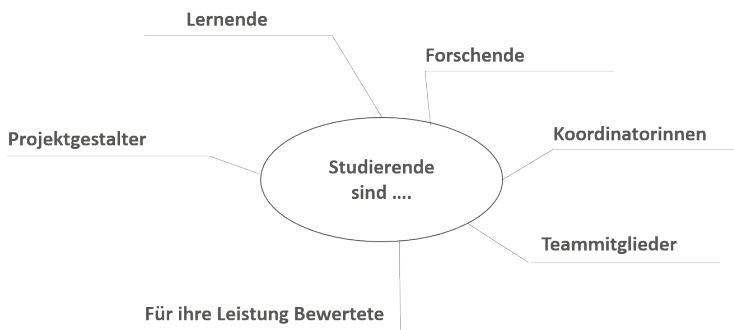 Lernende
Forschende
Projektgestalter
Koordinatorinnen
Studierende
sind ....
Teammitglieder
Für ihre Leistung Bewertete